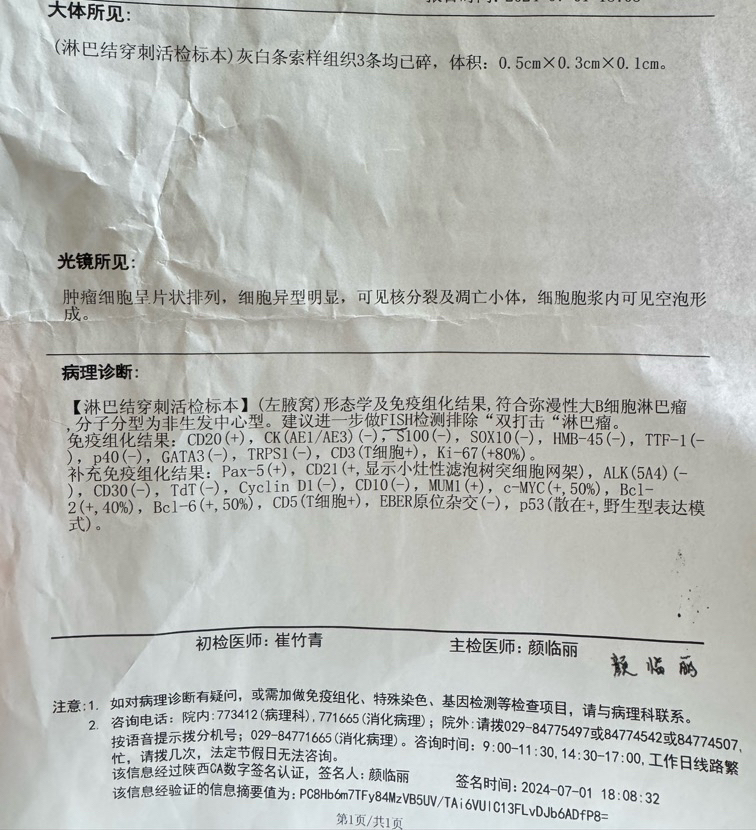 大体所见:
(淋巴结穿刺活检标本)灰白条索样组织3条均已碎，体积: 0.5cm×0.3cm×0.1cm。
光镜所见:
肿瘤细胞呈片状排列，细胞异型明显，可见核分裂及凋亡小体，细胞胞浆内可见空泡形
成。
病理诊断:
【淋巴结穿刺活检标本】(左腋窝)形态学及免疫组化结果,符合弥漫性大B细胞淋巴瘤
,分子分型为非生发中心型。建议进一步做FISH检测排除“双打击“淋巴瘤。
免疫组化结果: CD20(+), CK(AE1/AE3)(-), S100(-), SOX10(-), HMB-45(-), TTF-1(-
), p40(-), GATA3(-), TRPS1(-), CD3(T细胞+), Ki-67(+80%)。
补充免疫组化结果: Pax-5(+), CD21(+,显示小灶性滤泡树突细胞网架), ALK(5A4)(-
), CD30(-), TdT(-), Cyclin D1(-), CD10(-), MUM1(+), c-MYC(+,50%), Bcl-
2(+,40%), Bcl-6(+,50%), CD5(T细胞+), EBER原位杂交(-), p53(散在+,野生型表达模
式)。
初检医师: 崔竹青 主检医师: 颜临丽
颜临丽
注意:1. 如对病理诊断有疑问，或需加做免疫组化、特殊染色、基因检测等检查项目，请与病理科联系。
2. 咨询电话: 院内:773412(病理科),771665(消化病理); 院外:请拨029-84775497或84774542或84774507,
按语音提示拨分机号; 029-84771665(消化病理)。咨询时间: 9:00-11:30,14:30-17:00,工作日线路繁
忙，请拨几次，法定节假日无法咨询。
该信息经过陕西CA数字签名认证，签名人: 颜临丽 签名时间: 2024-07-01 18:08:32
该信息经验证的信息摘要值为: PC8Hb6m7TFy84MzVB5UV/TAi6VUIC13FLvDJb6ADfP8=
第1页/共1页